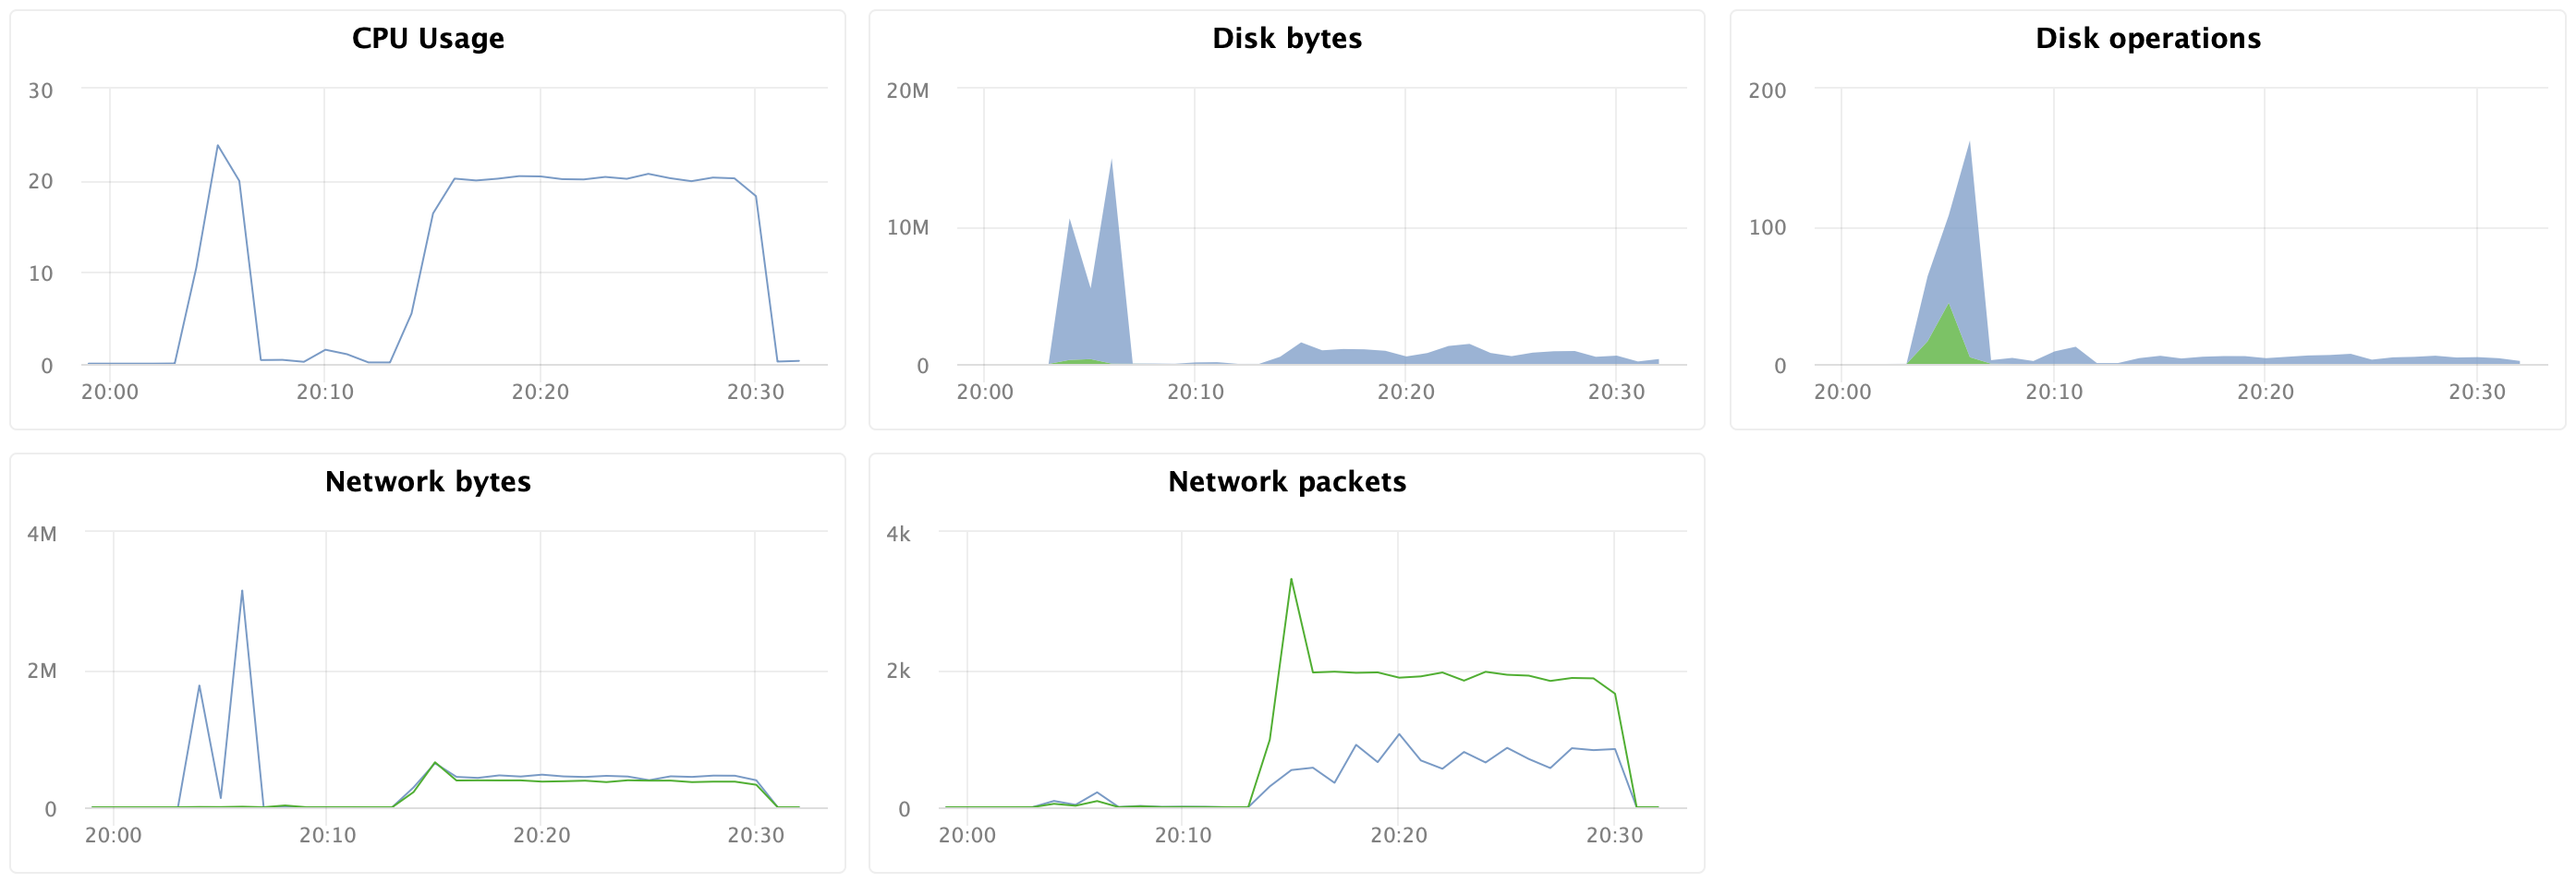 CPU Usage
30
20
10
0
20:00 20:10 20:20 20:30
Disk bytes
20M
10M
0
20:00 20:10 20:20 20:30
Disk operations
200
100
0
20:00 20:10 20:20 20:30
Network bytes
4M
2M
0
20:00 20:10 20:20 20:30
Network packets
4k
2k
0
20:00 20:10 20:20 20:30